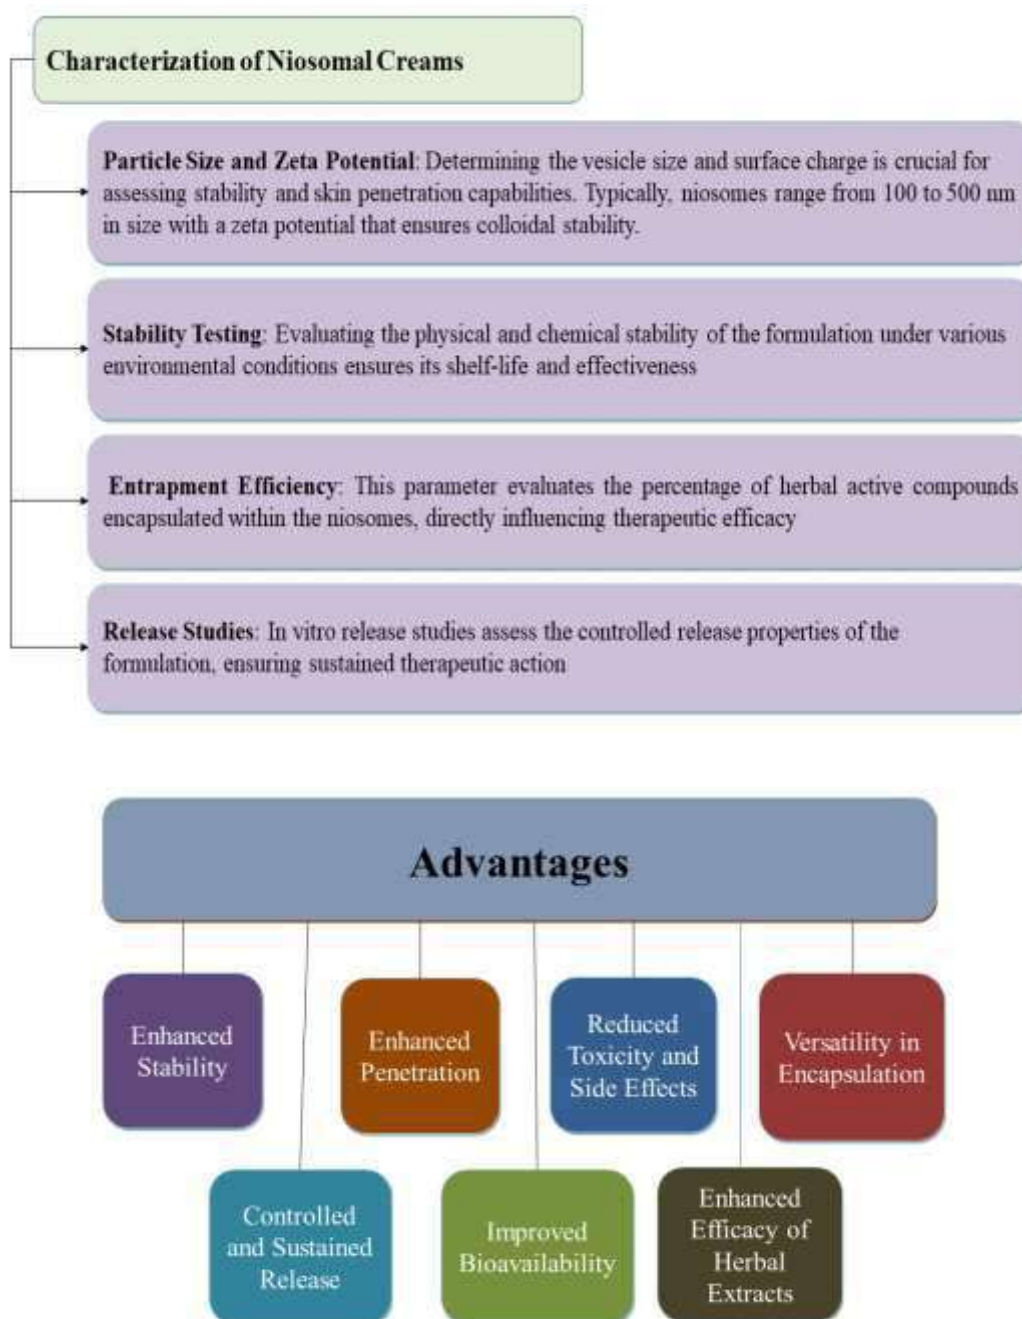 Characterization of Niosomal Creams
Particle Size and Zeta Potential: Determining the vesicle size and surface charge is crucial for
assessing stability and skin penetration capabilities. Typically, niosomes range from 100 to 500 nm
in size with a zeta potential that ensures colloidal stability.
Stability Testing: Evaluating the physical and chemical stability of the formulation under various
environmental conditions ensures its shelf-life and effectiveness
Entrapment Efficiency: This parameter evaluates the percentage of herbal active compounds
encapsulated within the niosomes, directly influencing therapeutic efficacy
Release Studies: In vitro release studies assess the controlled release properties of the
formulation, ensuring sustained therapeutic action
Advantages
Enhanced
Stability
Enhanced
Penetration
Reduced
Toxicity and
Side Effects
Versatility in
Encapsulation
Controlled
and Sustained
Release
Improved
Bioavailability
Enhanced
Efficacy of
Herbal
Extracts